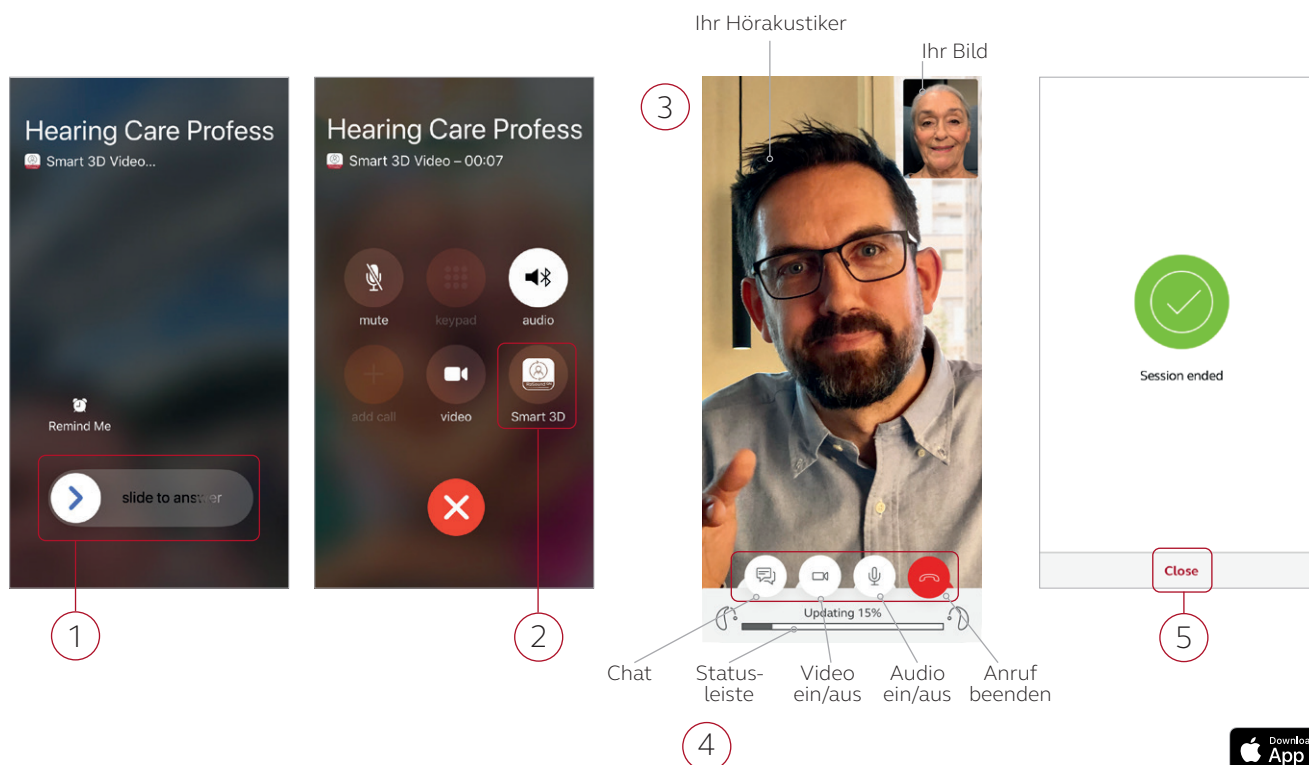 Ihr Hörakustiker
Ihr Bild
Hearing Care Profess
Smart 3D Video...
Remind Me
slide to answer
1
Hearing Care Profess
Smart 3D Video – 00:07
mute
keypad
audio
add call
video
Smart 3D
2
3
Updating 15%
Chat
Status-
leiste
Video
ein/aus
Audio
ein/aus
Anruf
beenden
4
Session ended
Close
5
App